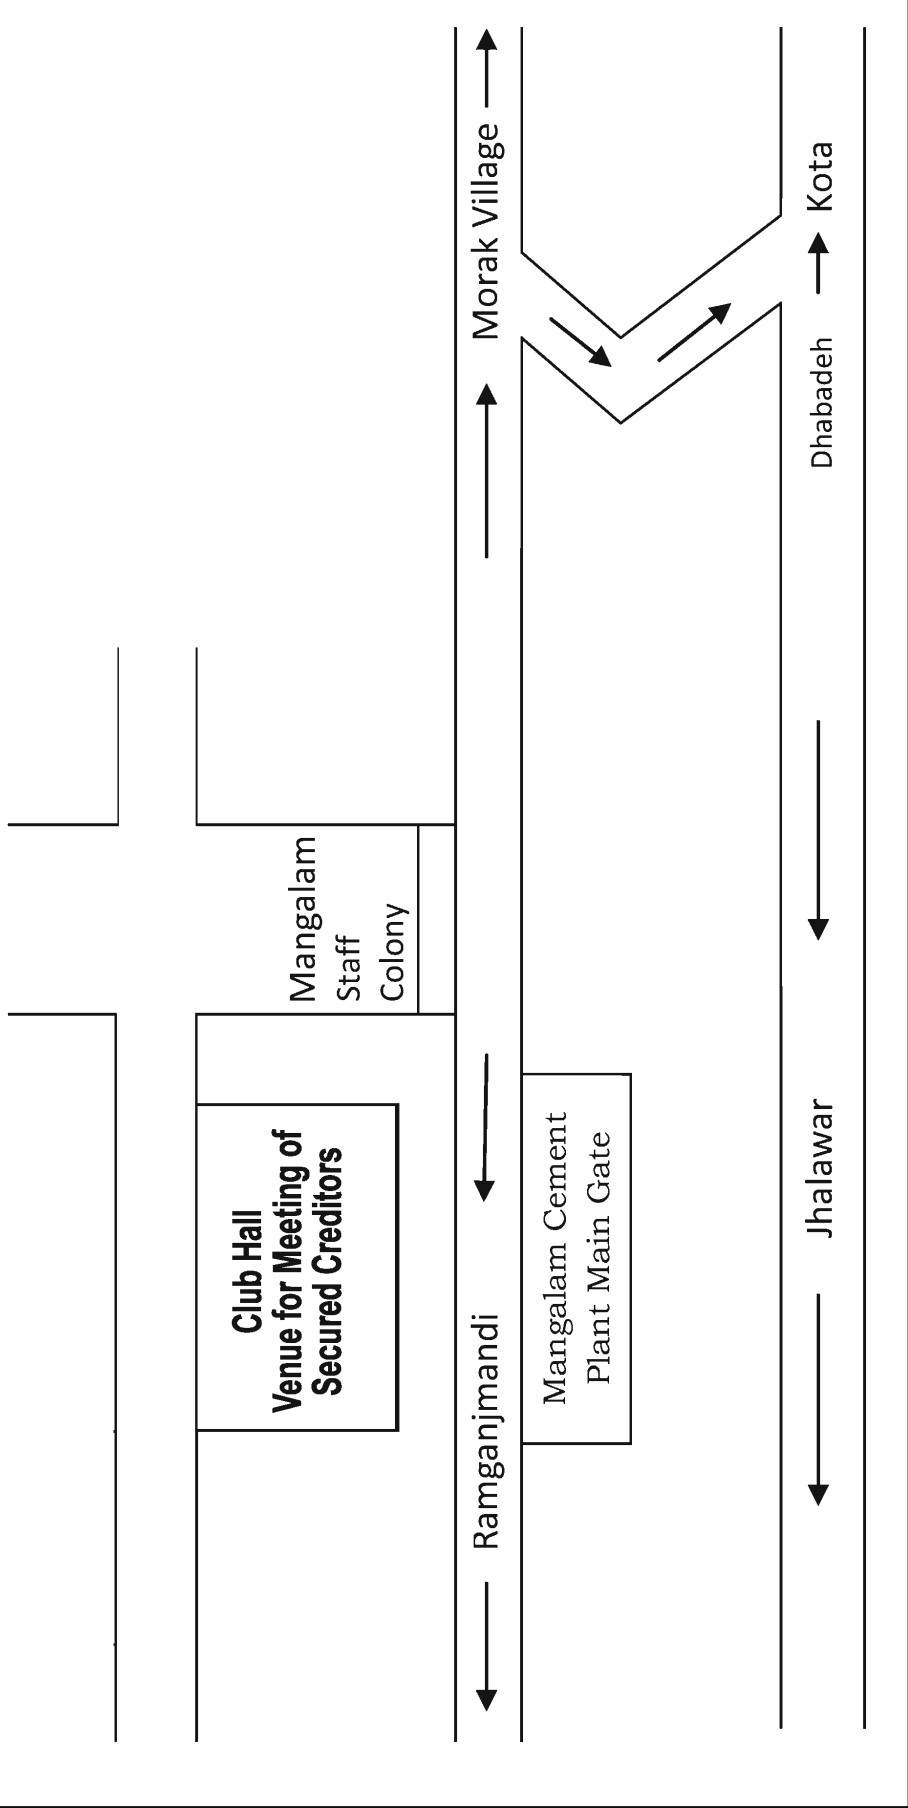 Club Hall
Venue for Meeting of
Secured Creditors
Mangalam
Staff
Colony
Ramganjmandi
Morak Village
Mangalam Cement
Plant Main Gate
Jhalawar
Dhabadeh
Kota